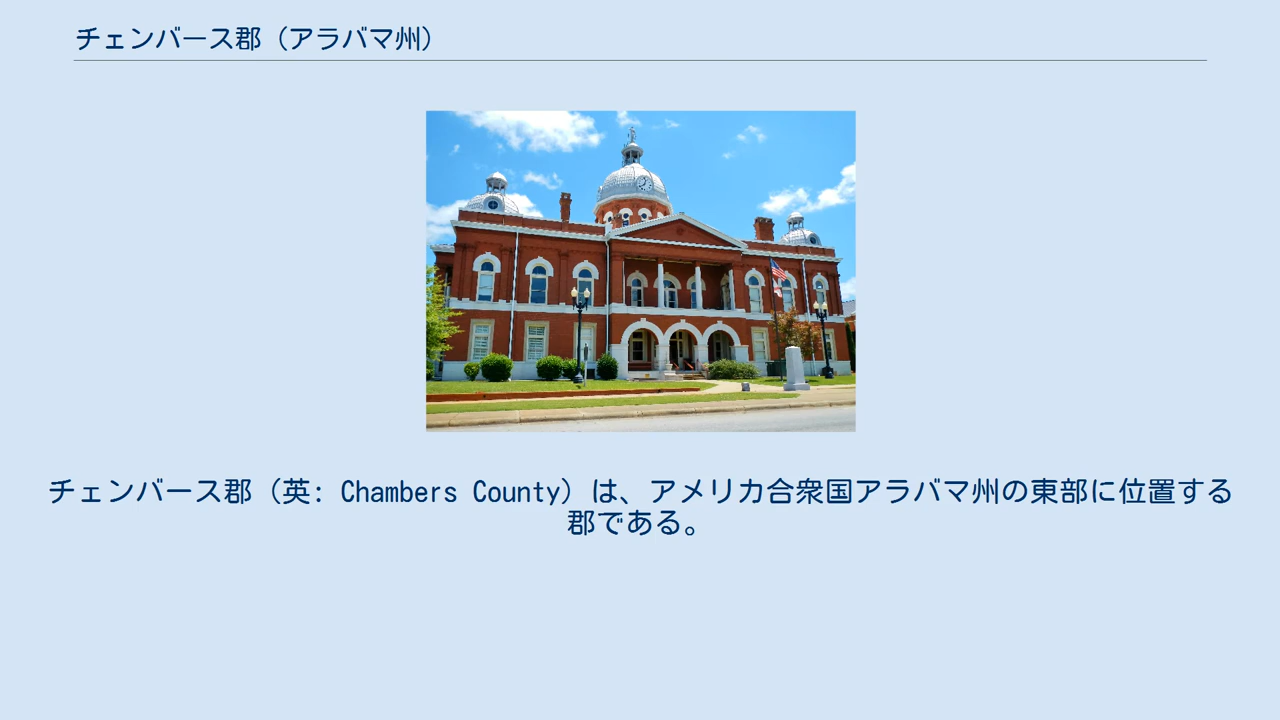 チェンバース郡（アラバマ州）
チェンバース郡（英: Chambers County）は、アメリカ合衆国アラバマ州の東部に位置する
郡である。